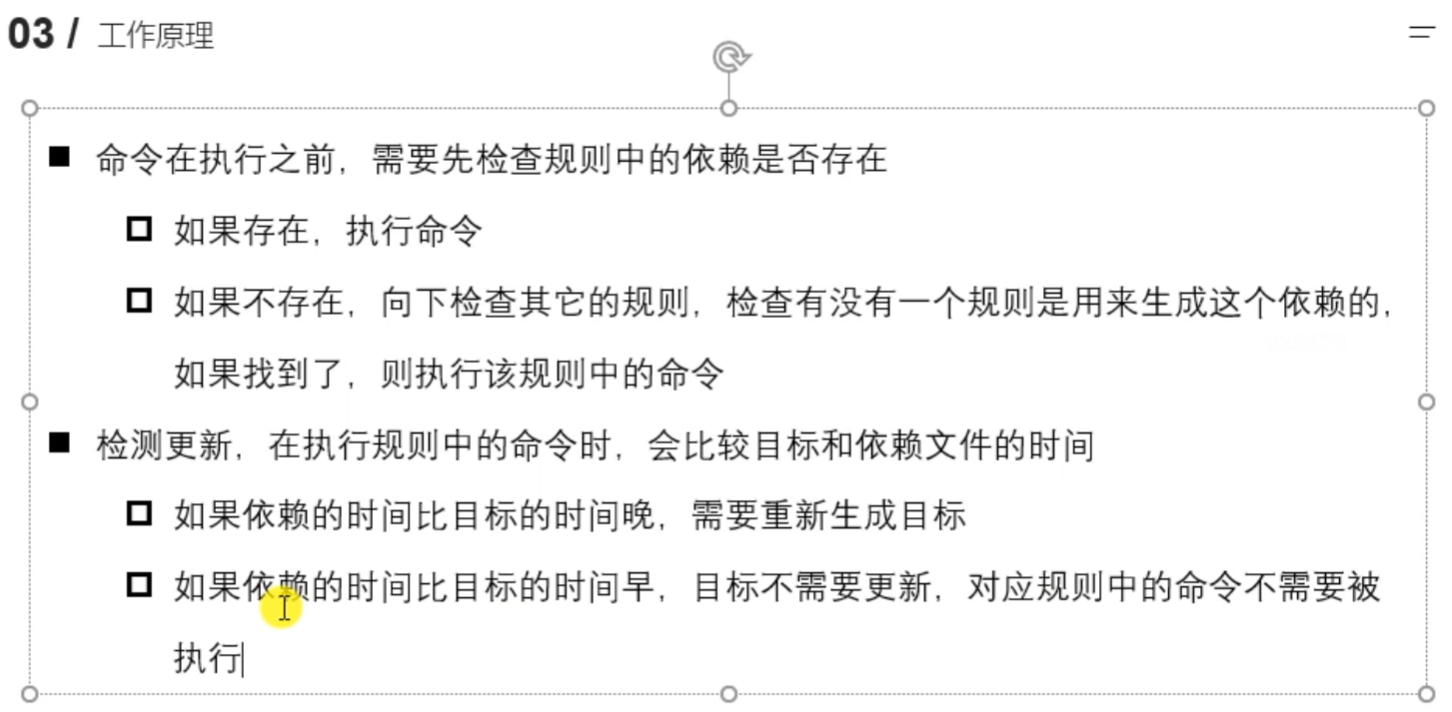 03 / 工作原理
■ 命令在执行之前，需要先检查规则中的依赖是否存在
如果存在，执行命令
如果不存在，向下检查其它的规则，检查有没有一个规则是用来生成这个依赖的，
如果找到了，则执行该规则中的命令
■ 检测更新，在执行规则中的命令时，会比较目标和依赖文件的时间
如果依赖的时间比目标的时间晚，需要重新生成目标
如果依赖的时间比目标的时间早，目标不需要更新，对应规则中的命令不需要被
执行